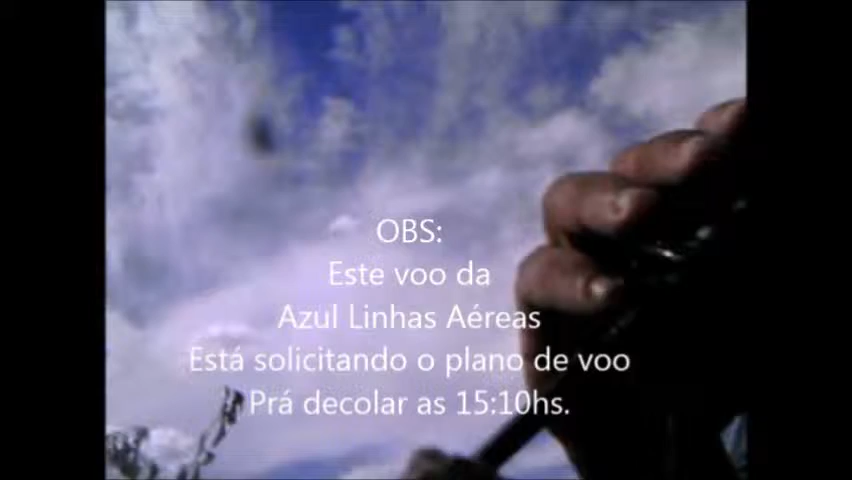 OBS:
Este voo da
Azul Linhas Aéreas
Está solicitando o plano de voo
Prá decolar as 15:10hs.